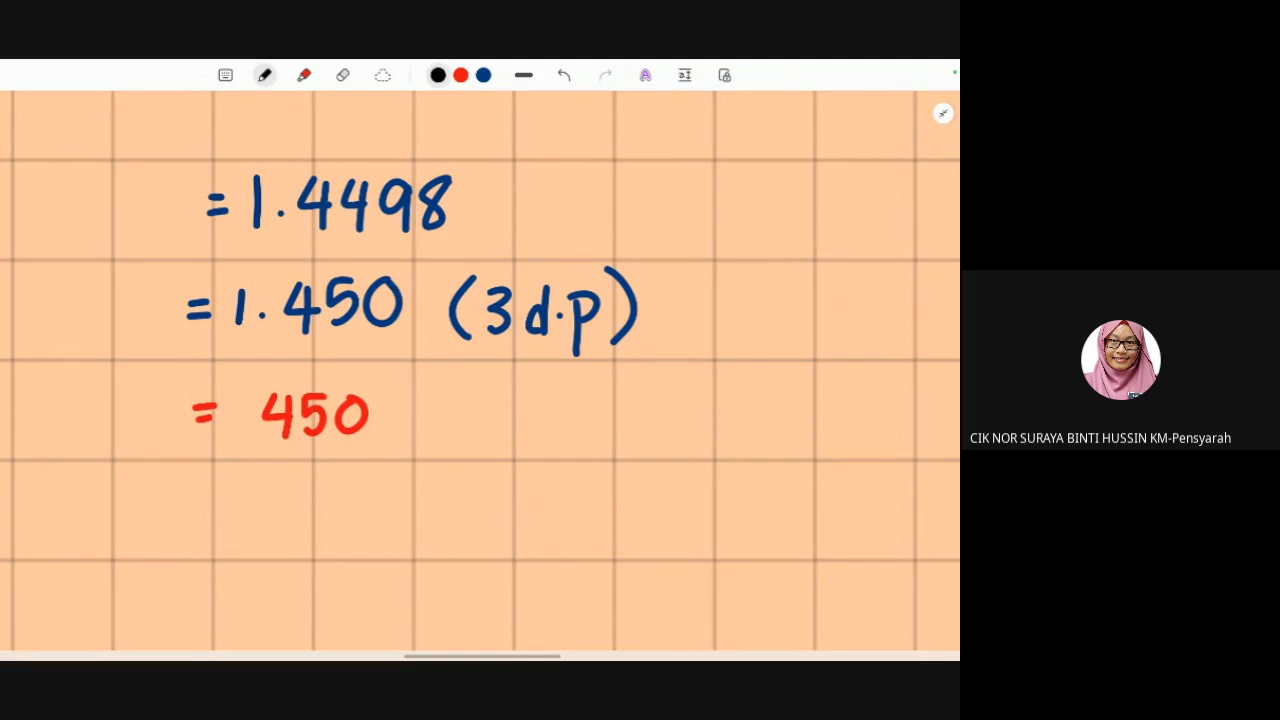 = 1.4498
= 1.450 (3 d.p)
= 450
CIK NOR SURAYA BINTI HUSSIN KM-Pensyarah